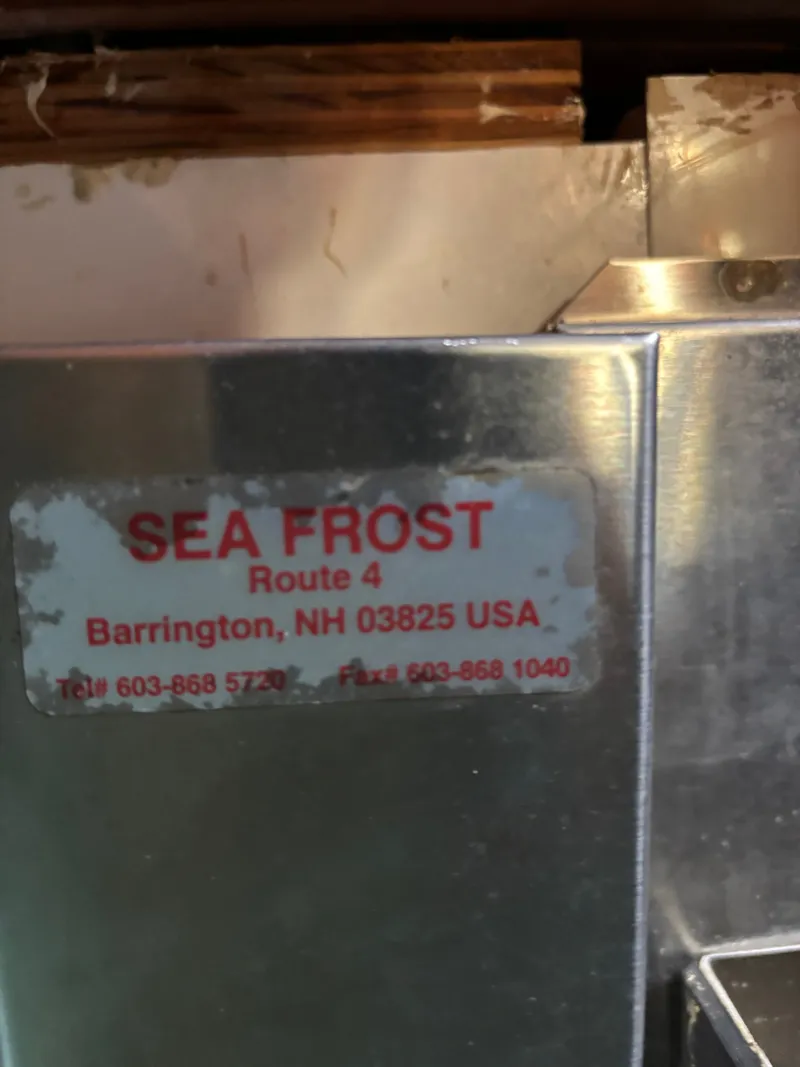 SEA FROST
Route 4
Barrington, NH 03825 USA
Tel# 603-868 5720 Fax# 603-868 1040